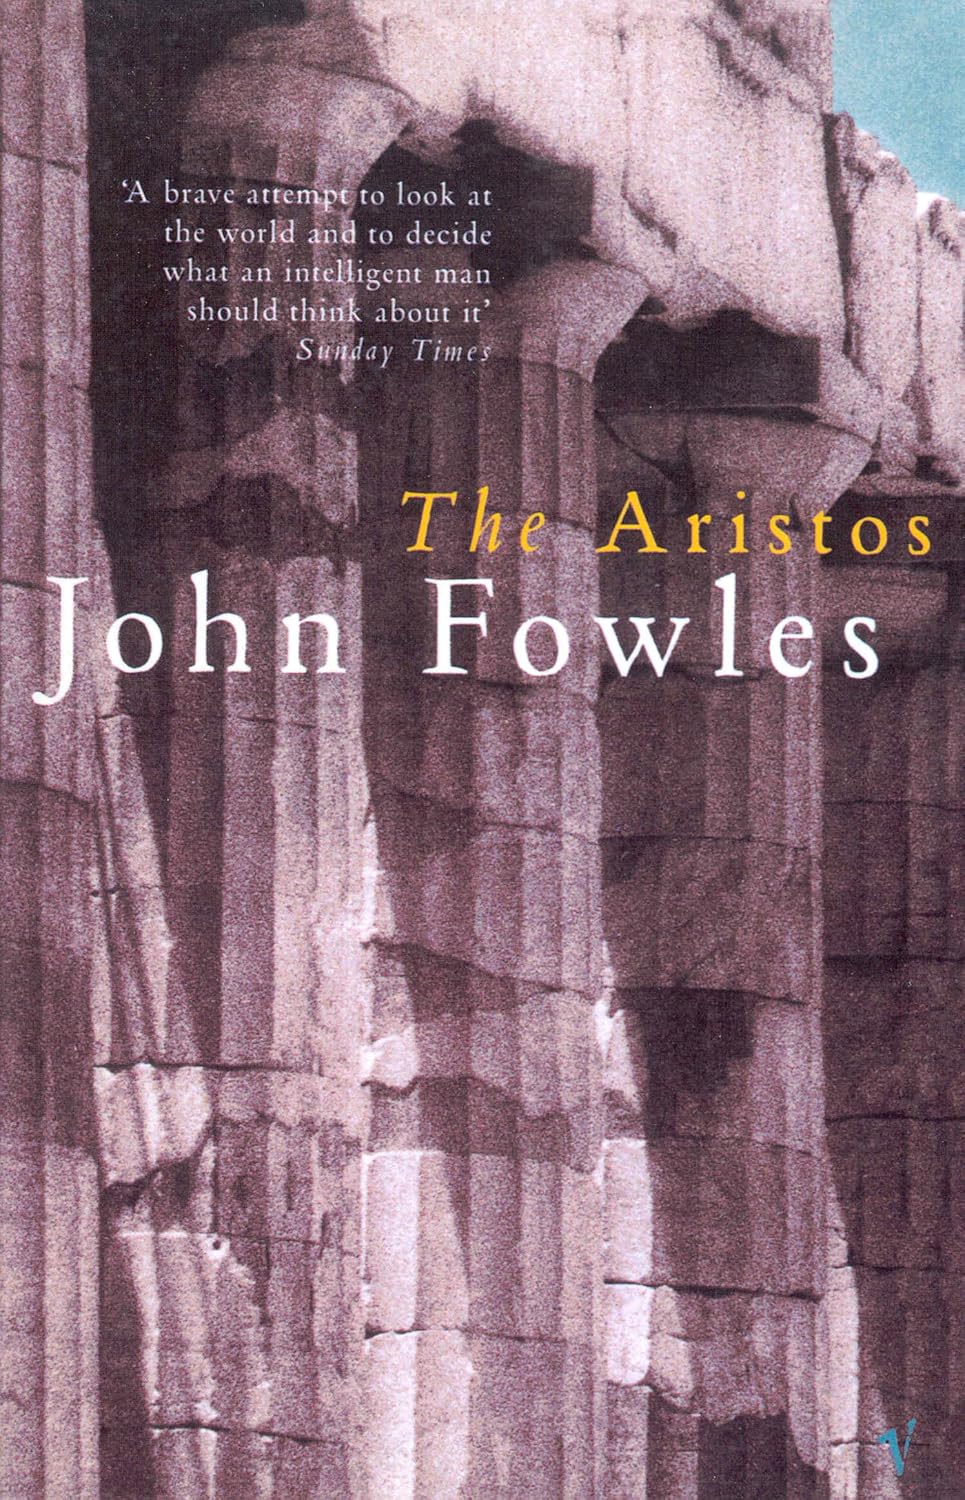 ‘A brave attempt to look at
the world and to decide
what an intelligent man
should think about it’
Sunday Times
The Aristos
John Fowles
V